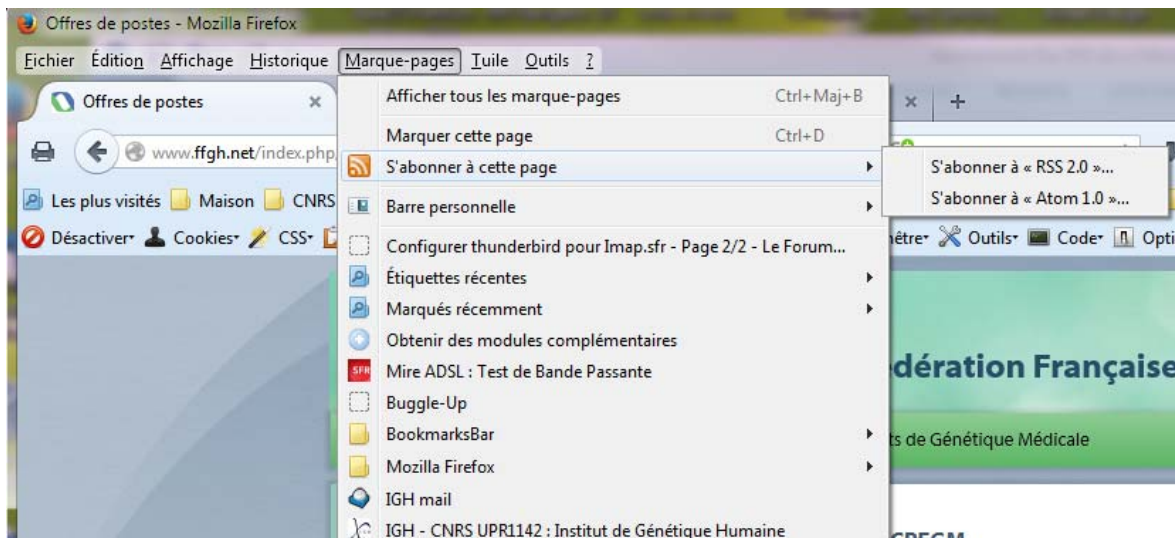 Offres de postes - Mozilla Firefox
Fichier Édition Affichage Historique Marque-pages Tuile Outils ?
Offres de postes
www.ffgh.net/index.php
Les plus visités Maison CNRS
Désactiver Cookies CSS
Afficher tous les marque-pages Ctrl+Maj+B
Marquer cette page Ctrl+D
S'abonner à cette page
Barre personnelle
Configurer thunderbird pour Imap.sfr - Page 2/2 - Le Forum...
Étiquettes récentes
Marqués récemment
Obtenir des modules complémentaires
SFR Mire ADSL : Test de Bande Passante
Buggle-Up
BookmarksBar
Mozilla Firefox
IGH mail
IGH - CNRS UPR1142 : Institut de Génétique Humaine
S'abonner à « RSS 2.0 »...
S'abonner à « Atom 1.0 »...
être Outils Code Opti
dération Française
ts de Génétique Médicale